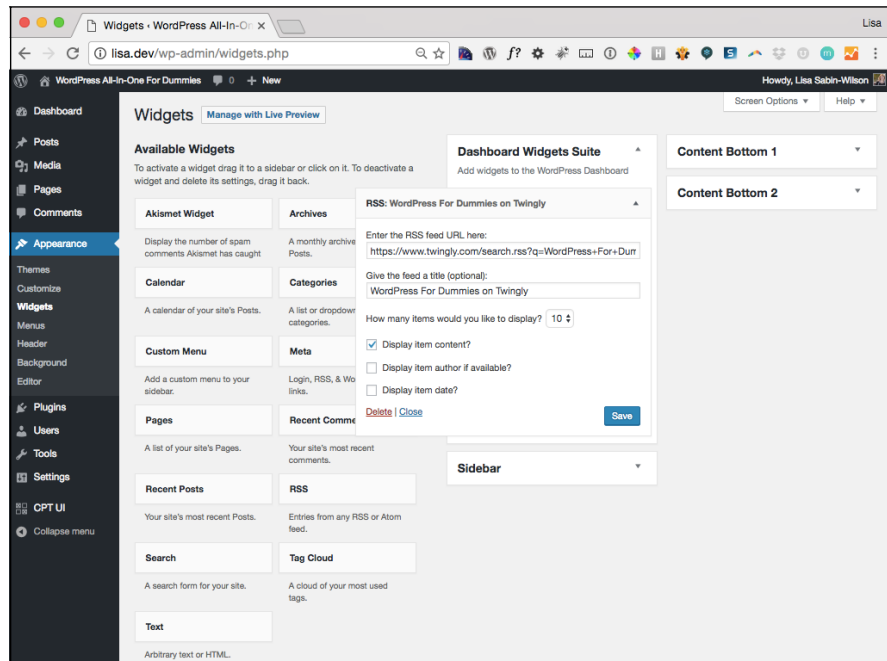 Widgets ‹ WordPress All-In-On
Lisa
lisa.dev/wp-admin/widgets.php
WordPress All-In-One For Dummies 0 + New
Howdy, Lisa Sabin-Wilson
Screen Options
Help
Dashboard
Posts
Media
Pages
Comments
Appearance
Themes
Customize
Widgets
Menus
Header
Background
Editor
Plugins
Users
Tools
Settings
CPT UI
Collapse menu
Widgets
Manage with Live Preview
Available Widgets
To activate a widget drag it to a sidebar or click on it. To deactivate a
widget and delete its settings, drag it back.
Akismet Widget
Display the number of spam
comments Akismet has caught
Archives
A monthly archive
Posts.
Calendar
A calendar of your site's Posts.
Categories
A list or dropdown
categories.
Custom Menu
Add a custom menu to your
sidebar.
Meta
Login, RSS, & Wo
links.
Pages
A list of your site's Pages.
Recent Comme
Your site's most recent
comments.
Recent Posts
Your site's most recent Posts.
RSS
Entries from any RSS or Atom
feed.
Search
A search form for your site.
Tag Cloud
A cloud of your most used
tags.
Text
Arbitrary text or HTML.
Dashboard Widgets Suite
Add widgets to the WordPress Dashboard
RSS: WordPress For Dummies on Twingly
Enter the RSS feed URL here:
https://www.twingly.com/search.rss?q=WordPress+For+Dum
Give the feed a title (optional):
WordPress For Dummies on Twingly
How many items would you like to display? 10
Display item content?
Display item author if available?
Display item date?
Delete | Close
Save
Sidebar
Content Bottom 1
Content Bottom 2